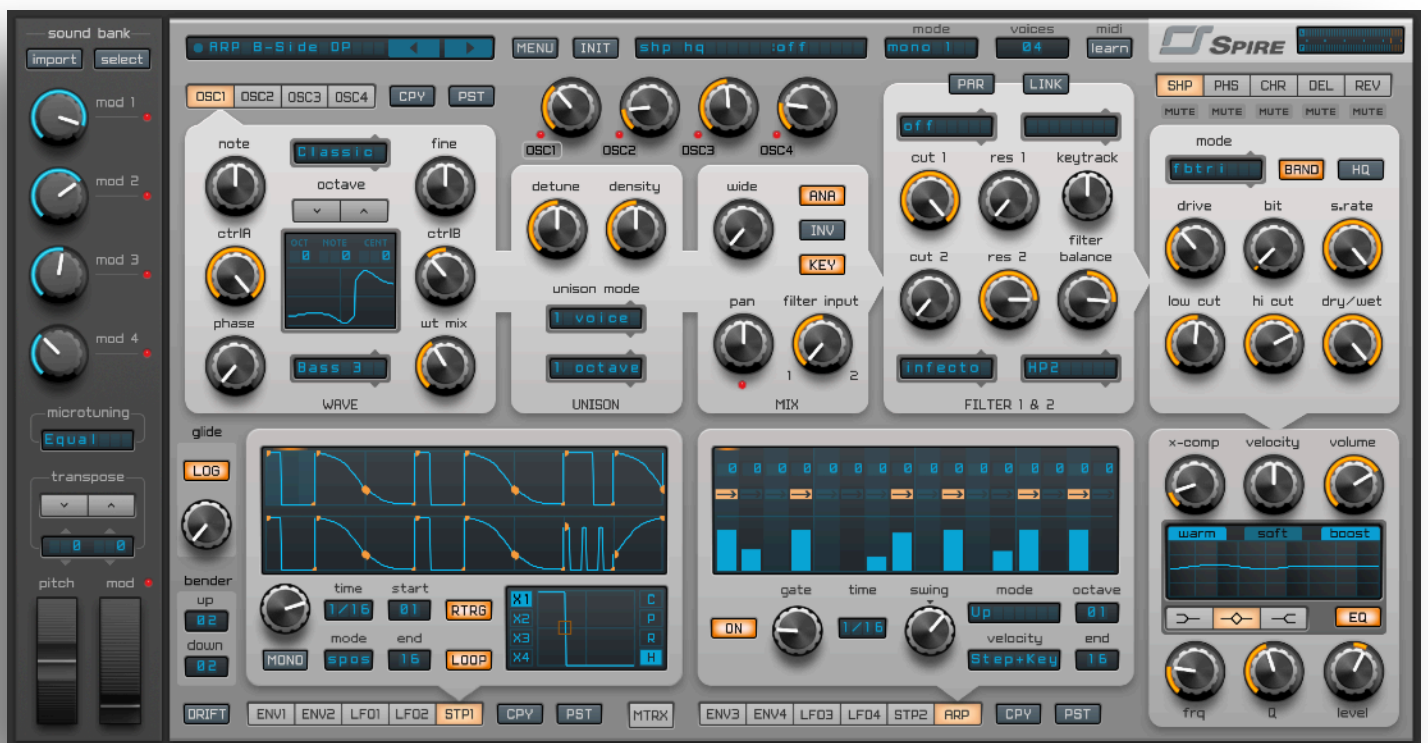 sound bank
import select
mod 1
mod 2
mod 3
mod 4
microtuning
Equal
transpose
0 0
pitch mod
ARP B-Side DP
MENU INIT
shp hq :off
mode voices midi
mono 1 04 learn
SPIRE
OSC1 OSC2 OSC3 OSC4 CPY PST
note Classic fine
octave
ctrlA ctrlB
OCT NOTE CENT
0 0 0
phase wt mix
Bass 3
WAVE
OSC1 OSC2 OSC3 OSC4
detune density
unison mode
1 voice
1 octave
UNISON
wide
ANA
INV
KEY
pan filter input
1 2
MIX
PAR LINK
off
cut 1 res 1 keytrack
cut 2 res 2 filter balance
infecto HP2
FILTER 1 & 2
SHP PHS CHR DEL REV
MUTE MUTE MUTE MUTE MUTE
mode
fbtri BAND HQ
drive bit s.rate
low cut hi cut dry/wet
glide
LOG
bender
up
02
down
02
DRIFT
time start
1/16 01 RTRG
mode end
MONO spos 16 LOOP
X1 C
X2 P
X3 R
X4 H
ENV1 ENV2 LFO1 LFO2 STP1 CPY PST
MTRX
0 0 0 0 0 0 0 0 0 0 0 0 0 0 0 0
gate time swing mode octave
ON 1/16 Up 01
velocity end
Step+Key 16
ENV3 ENV4 LFO3 LFO4 STP2 ARP CPY PST
x-comp velocity volume
warm soft boost
EQ
frq Q level